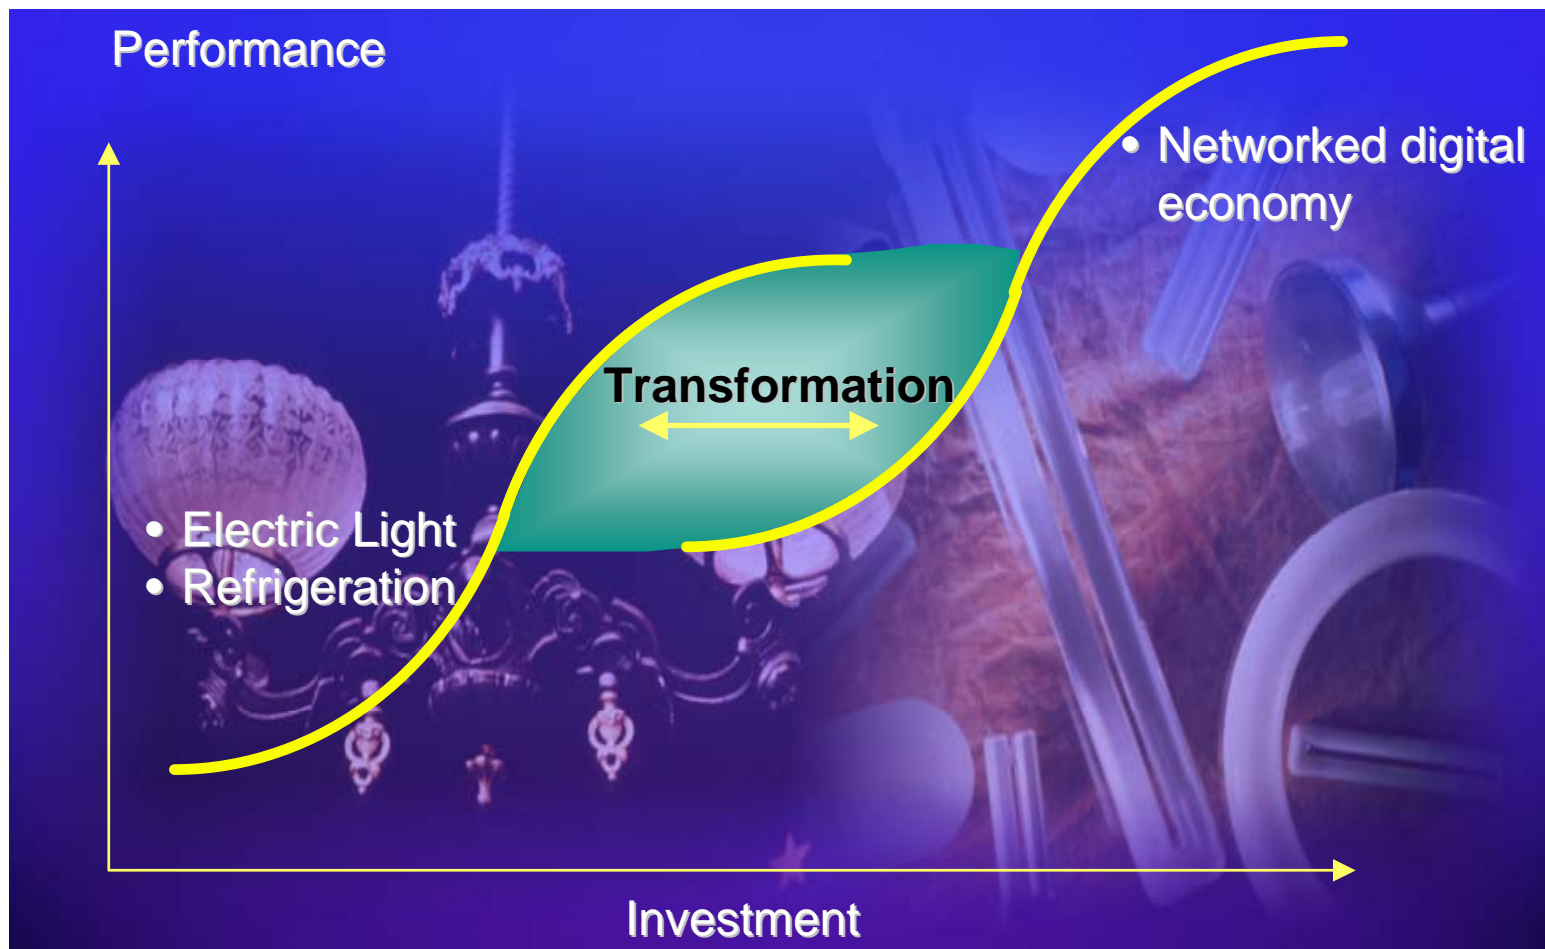 Performance
• Networked digital
economy
Transformation
• Electric Light
• Refrigeration
Investment